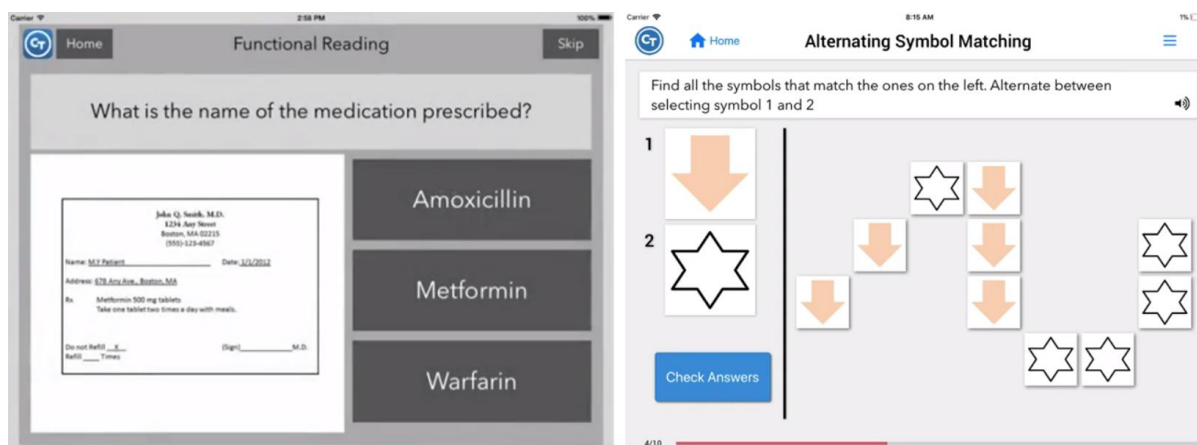 Carrier 2:58 PM 100%
CT Home Functional Reading Skip
What is the name of the medication prescribed?
John Q. Smith, M.D.
1234 Any Street
Boston, MA 02215
(555)-123-4567
Name: M.Y Patient Date: 1/1/2012
Address: 678 Any Ave., Boston, MA
Rx Metformin 500 mg tablets
Take one tablet two times a day with meals.
Do not Refill X (Sign) M.D.
Refill Times
Amoxicillin
Metformin
Warfarin
Carrier 8:15 AM 1%
CT Home Alternating Symbol Matching
Find all the symbols that match the ones on the left. Alternate between
selecting symbol 1 and 2
1
2
Check Answers
4/10